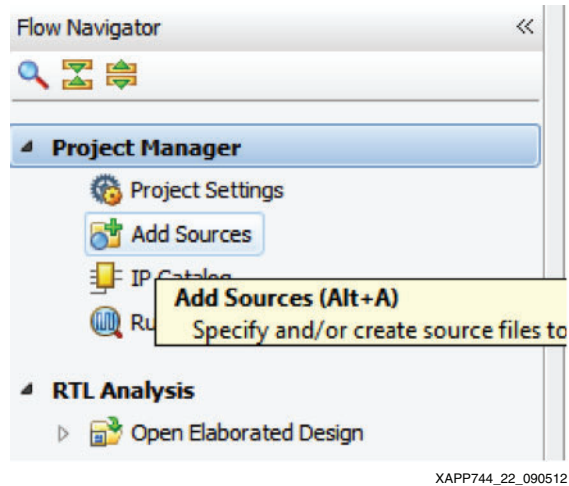 Flow Navigator
Project Manager
Project Settings
Add Sources
IP Catalog
Add Sources (Alt+A)
Ru
Specify and/or create source files to
RTL Analysis
Open Elaborated Design
XAPP744_22_090512